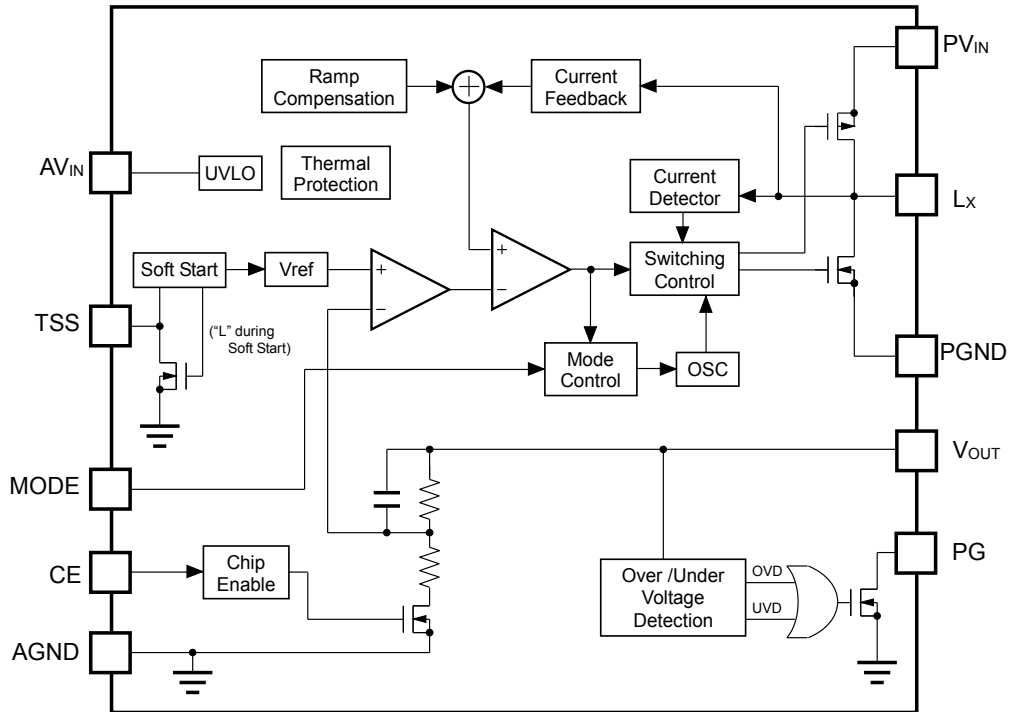 PVIN
Ramp
Compensation
Current
Feedback
AVIN
UVLO
Thermal
Protection
Current
Detector
LX
Soft Start
Vref
+
−
+
−
Switching
Control
TSS
("L" during
Soft Start)
Mode
Control
OSC
PGND
MODE
VOUT
CE
Chip
Enable
Over /Under
Voltage
Detection
OVD
UVD
PG
AGND